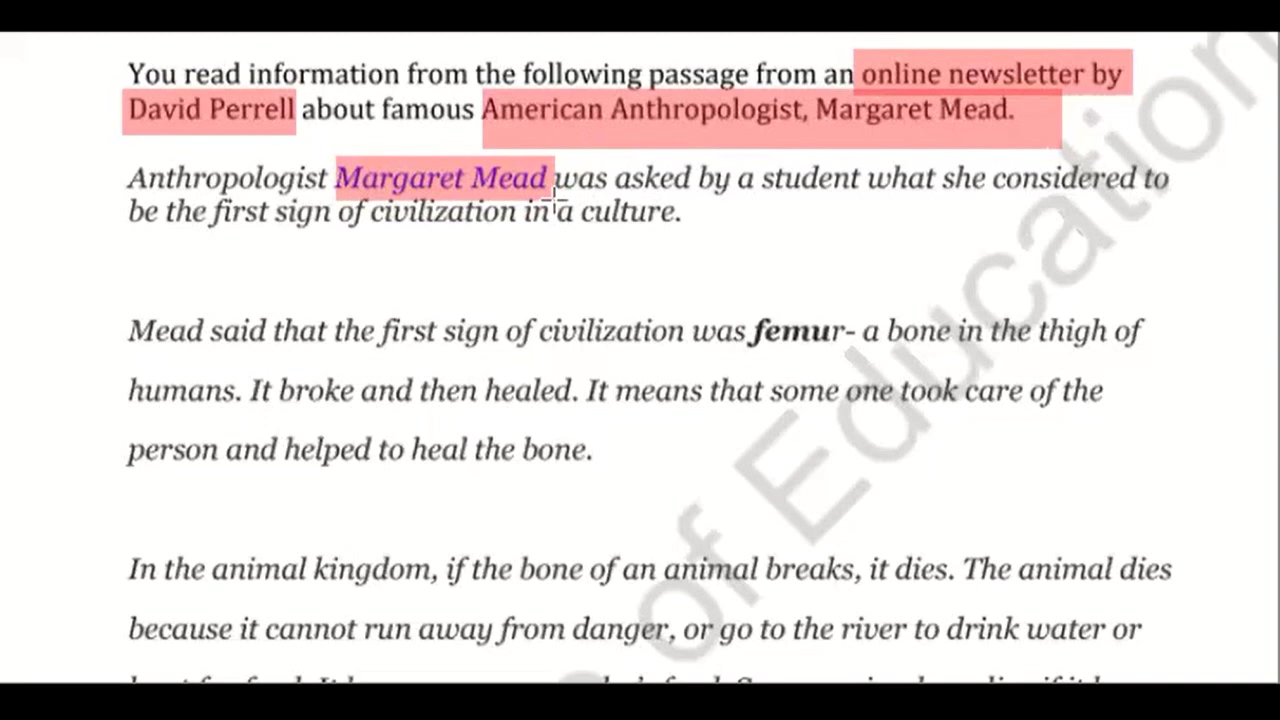 You read information from the following passage from an online newsletter by
David Perrell about famous American Anthropologist, Margaret Mead.
Anthropologist Margaret Mead was asked by a student what she considered to
be the first sign of civilization in a culture.
Mead said that the first sign of civilization was femur- a bone in the thigh of
humans. It broke and then healed. It means that some one took care of the
person and helped to heal the bone.
In the animal kingdom, if the bone of an animal breaks, it dies. The animal dies
because it cannot run away from danger, or go to the river to drink water or
of Education